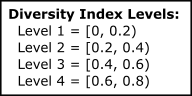 Diversity Index Levels:
Level 1 = [0, 0.2)
Level 2 = [0.2, 0.4)
Level 3 = [0.4, 0.6)
Level 4 = [0.6, 0.8)